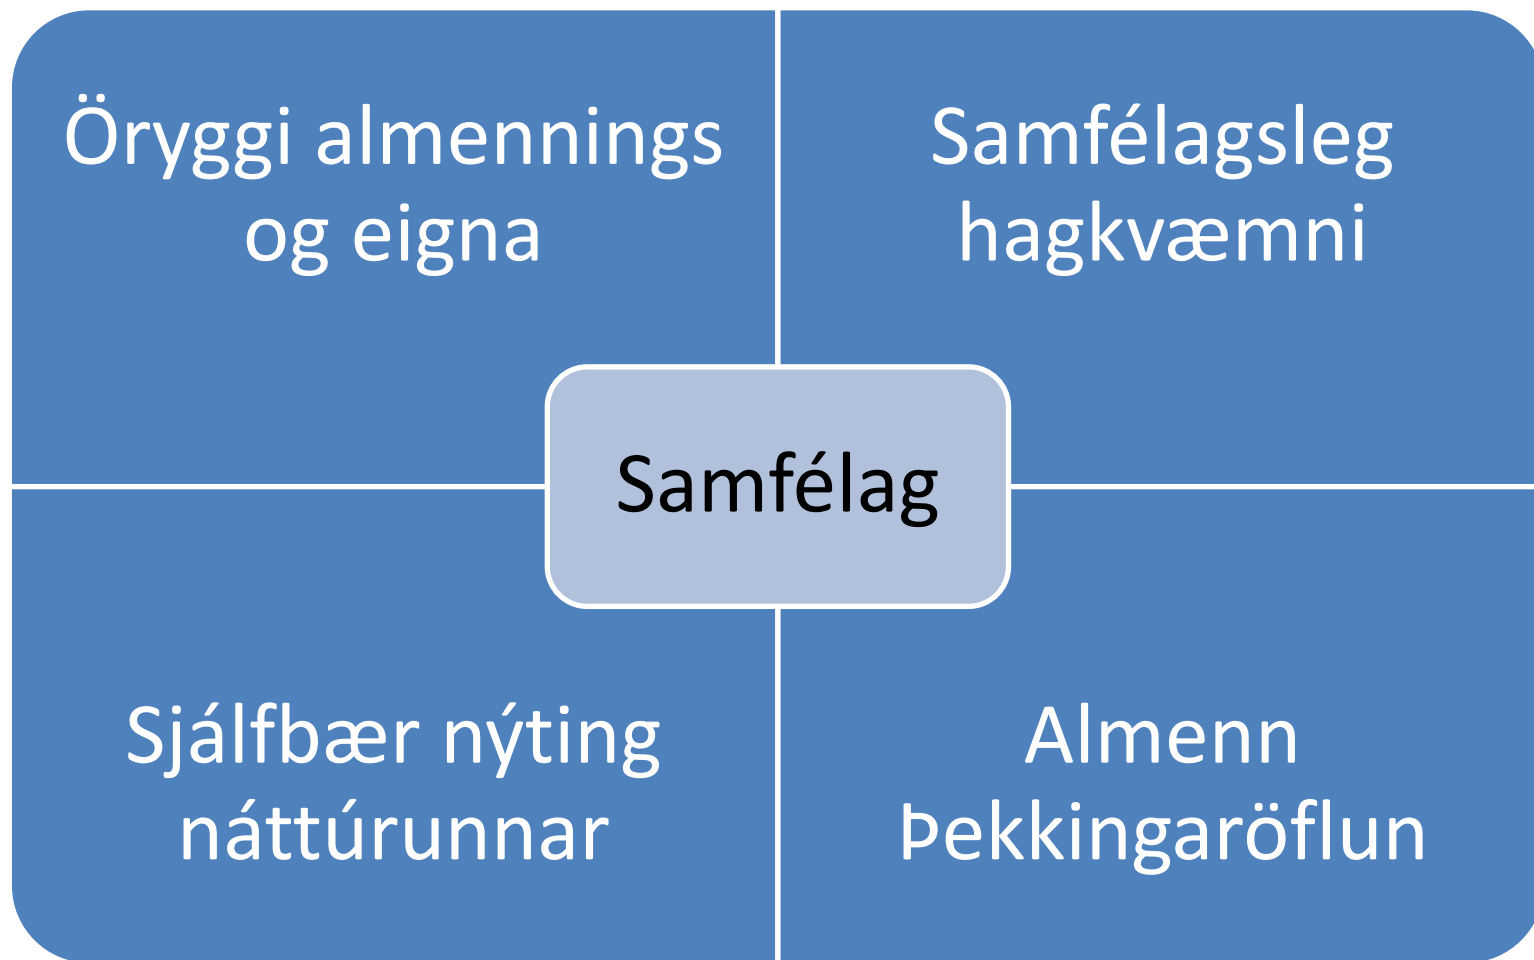 Öryggi almennings
og eigna
Samfélagsleg
hagkvæmni
Samfélag
Sjálfbær nýting
náttúrunnar
Almenn
Þekkingaröflun